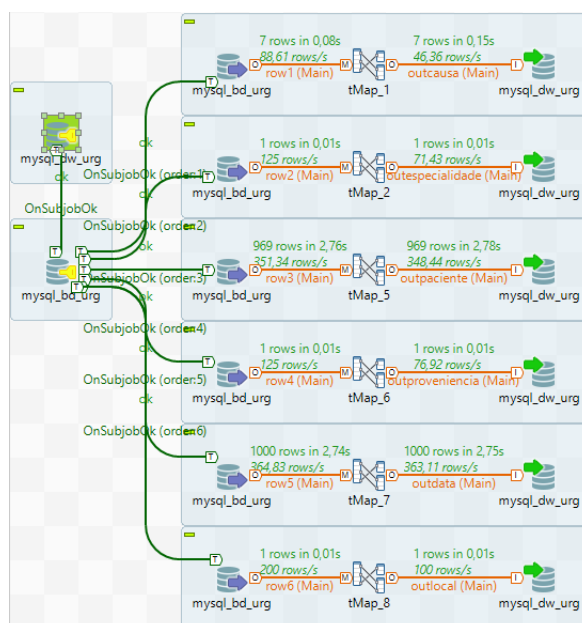 7 rows in 0,08s
88,61 rows/s
row1 (Main)
7 rows in 0,15s
46,36 rows/s
outcausa (Main)
mysql_bd_urg
tMap_1
mysql_dw_urg
mysql_dw_urg
ok
OnSubjobOk
mysql_bd_urg
ok
OnSubjobOk (order:1)
ok
OnSubjobOk (order:2)
ok
OnSubjobOk (order:3)
ok
OnSubjobOk (order:4)
ok
OnSubjobOk (order:5)
ok
OnSubjobOk (order:6)
1 rows in 0,01s
125 rows/s
row2 (Main)
1 rows in 0,01s
71,43 rows/s
outespecialidade (Main)
mysql_bd_urg
tMap_2
mysql_dw_urg
969 rows in 2,76s
351,34 rows/s
row3 (Main)
969 rows in 2,78s
348,44 rows/s
outpaciente (Main)
mysql_bd_urg
tMap_5
mysql_dw_urg
1 rows in 0,01s
125 rows/s
row4 (Main)
1 rows in 0,01s
76,92 rows/s
outproveniencia (Main)
mysql_bd_urg
tMap_6
mysql_dw_urg
1000 rows in 2,74s
364,83 rows/s
row5 (Main)
1000 rows in 2,75s
363,11 rows/s
outdata (Main)
mysql_bd_urg
tMap_7
mysql_dw_urg
1 rows in 0,01s
200 rows/s
row6 (Main)
1 rows in 0,01s
100 rows/s
outlocal (Main)
mysql_bd_urg
tMap_8
mysql_dw_urg